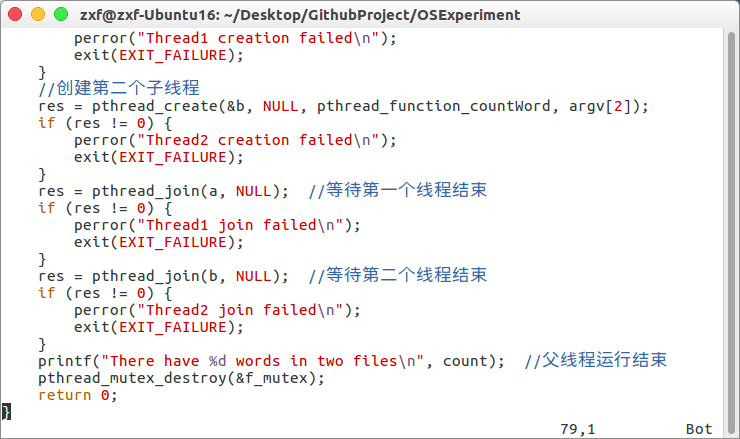 zxf@zxf-Ubuntu16: ~/Desktop/GithubProject/OSExperiment
        perror("Thread1 creation failed\n");
        exit(EXIT_FAILURE);
    }
    //创建第二个子线程
    res = pthread_create(&b, NULL, pthread_function_countWord, argv[2]);
    if (res != 0) {
        perror("Thread2 creation failed\n");
        exit(EXIT_FAILURE);
    }
    res = pthread_join(a, NULL);  //等待第一个线程结束
    if (res != 0) {
        perror("Thread1 join failed\n");
        exit(EXIT_FAILURE);
    }
    res = pthread_join(b, NULL);  //等待第二个线程结束
    if (res != 0) {
        perror("Thread2 join failed\n");
        exit(EXIT_FAILURE);
    }
    printf("There have %d words in two files\n", count);  //父线程运行结束
    pthread_mutex_destroy(&f_mutex);
    return 0;
}
79,1          Bot